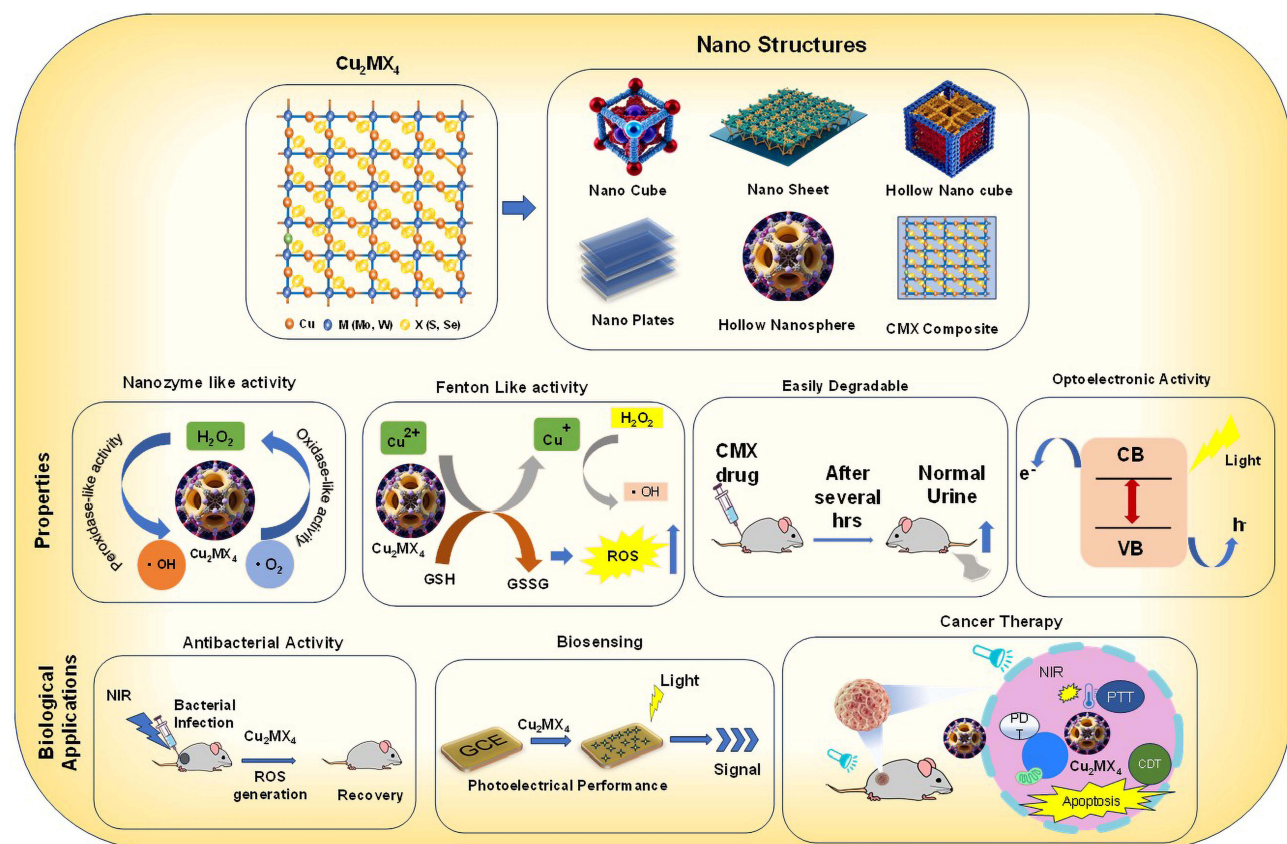 Nano Structures
Cu₂MX₄
Cu M (Mo, W) X (S, Se)
Nano Cube
Nano Sheet
Hollow Nano cube
Nano Plates
Hollow Nanosphere
CMX Composite
Properties
Nanozyme like activity
Peroxidase-like activity
H₂O₂
Oxidase-like activity
Cu₂MX₄
• OH
• O₂
Fenton Like activity
Cu²⁺
Cu⁺
H₂O₂
• OH
Cu₂MX₄
GSH
GSSG
ROS
Easily Degradable
CMX
drug
After
several
hrs
Normal
Urine
Optoelectronic Activity
e⁻
CB
VB
Light
h⁻
Biological
Applications
Antibacterial Activity
NIR
Bacterial
Infection
Cu₂MX₄
ROS
generation
Recovery
Biosensing
Light
GCE
Cu₂MX₄
Signal
Photoelectrical Performance
Cancer Therapy
NIR
PTT
PD
T
Cu₂MX₄
CDT
Apoptosis